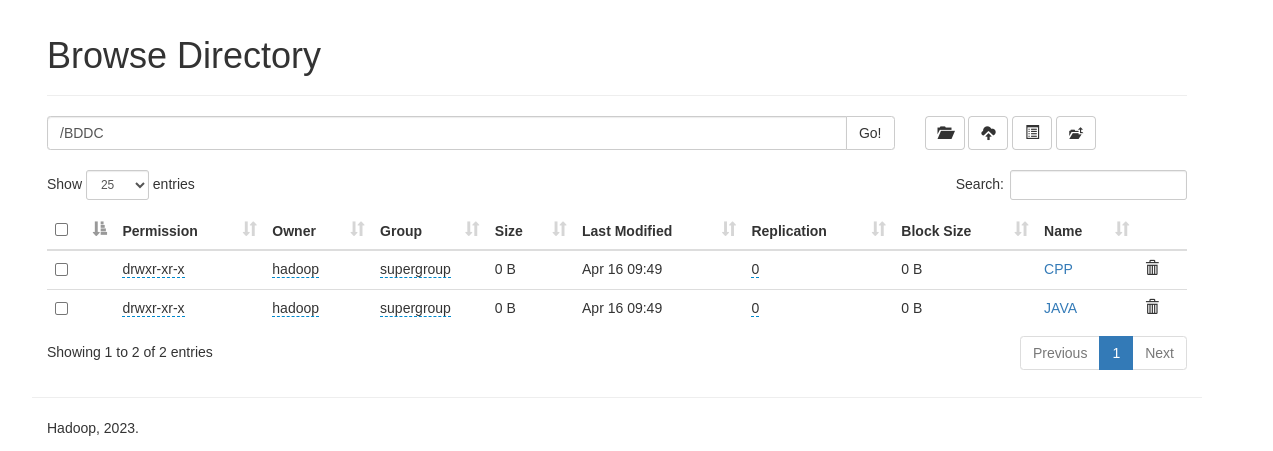 Browse Directory
/BDDC Go!
Show 25 entries Search:
Permission Owner Group Size Last Modified Replication Block Size Name
drwxr-xr-x hadoop supergroup 0 B Apr 16 09:49 0 0 B CPP
drwxr-xr-x hadoop supergroup 0 B Apr 16 09:49 0 0 B JAVA
Showing 1 to 2 of 2 entries Previous 1 Next
Hadoop, 2023.